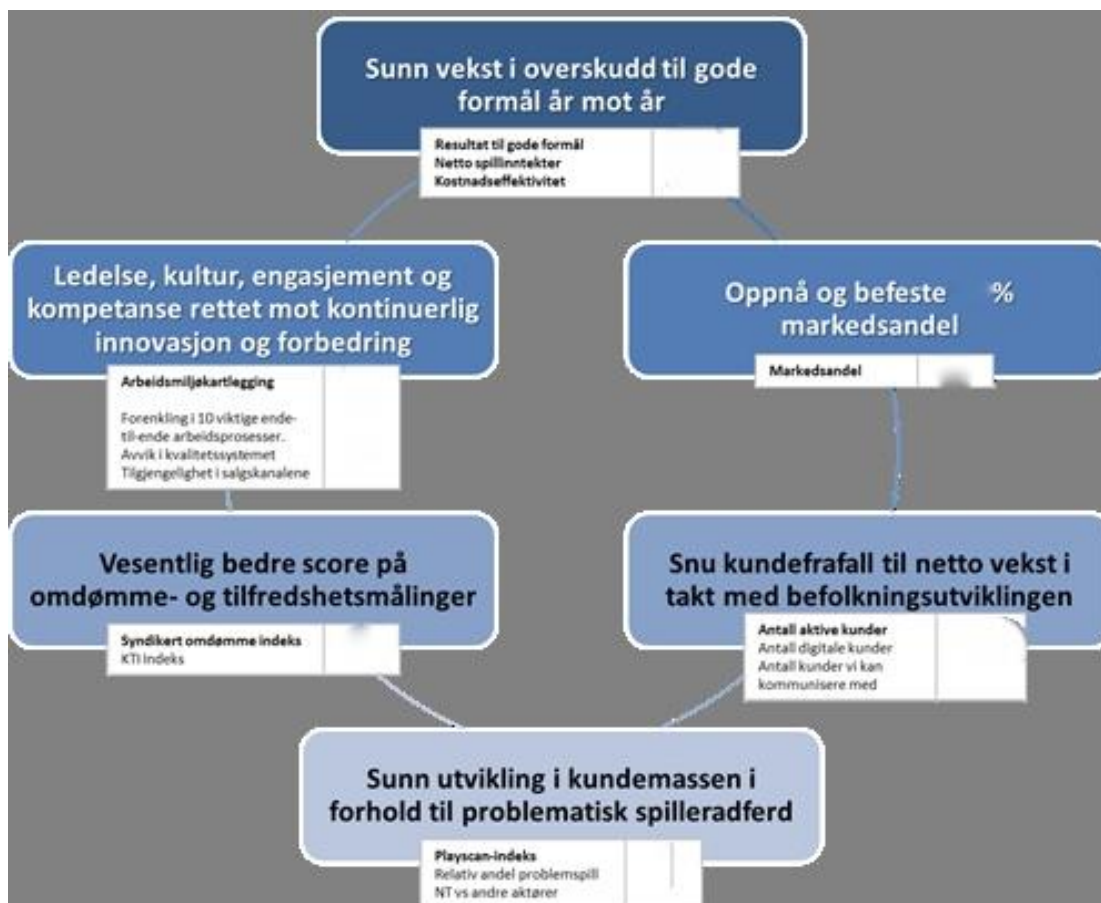 Sunn vekst i overskudd til gode
formål år mot år
Resultat til gode formål
Netto spillinntekter
Kostnadseffektivitet
Oppnå og befeste %
markedsandel
Markedsandel
Snu kundefrafall til netto vekst i
takt med befolkningsutviklingen
Antall aktive kunder
Antall digitale kunder
Antall kunder vi kan
kommunisere med
Sunn utvikling i kundemassen i
forhold til problematisk spilleradferd
Playscan-indeks
Relativ andel problemspill
NT vs andre aktører
Vesentlig bedre score på
omdømme- og tilfredshetsmålinger
Syndikert omdømme indeks
KTI Indeks
Ledelse, kultur, engasjement og
kompetanse rettet mot kontinuerlig
innovasjon og forbedring
Arbeidsmiljøkartlegging
Forenkling i 10 viktige ende-
til-ende arbeidsprosesser.
Avvik i kvalitetssystemet
Tilgjengelighet i salgskanalene